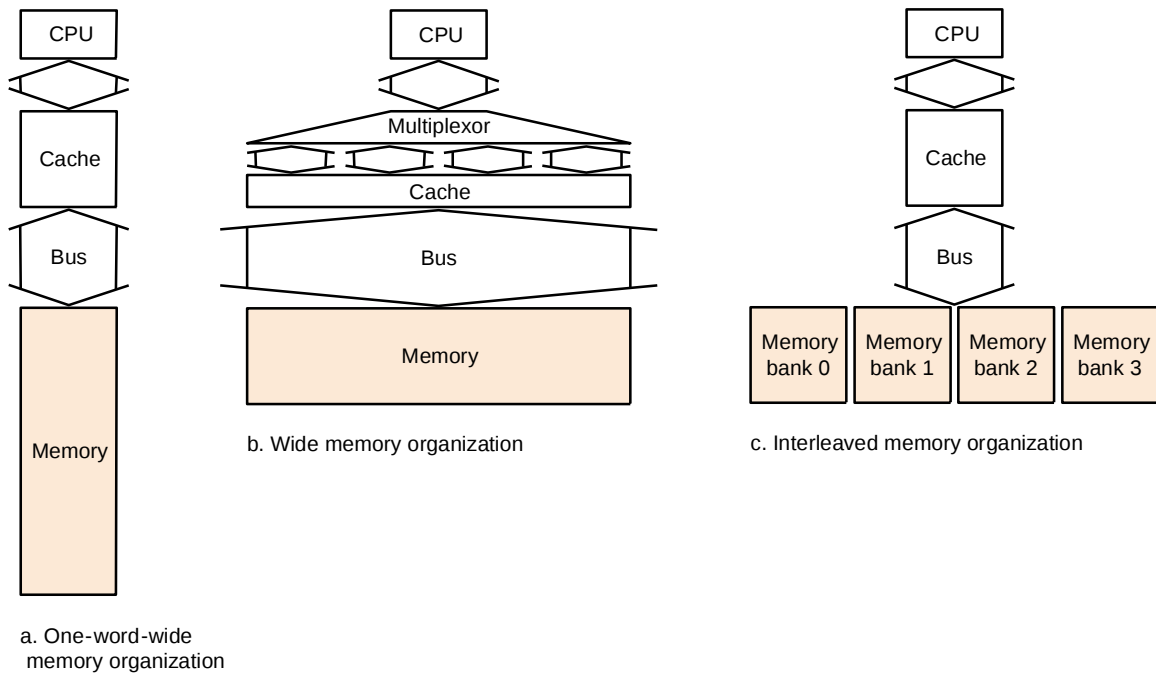 CPU
Cache
Bus
Memory
a. One-word-wide
memory organization
CPU
Multiplexor
Cache
Bus
Memory
b. Wide memory organization
CPU
Cache
Bus
Memory
bank 0
Memory
bank 1
Memory
bank 2
Memory
bank 3
c. Interleaved memory organization